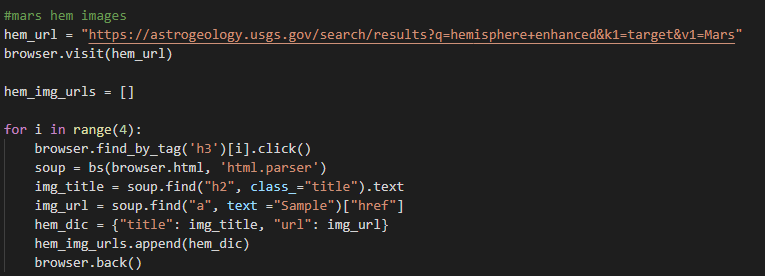 #mars hem images
hem_url = "https://astrogeology.usgs.gov/search/results?q=hemisphere+enhanced&k1=target&v1=Mars"
browser.visit(hem_url)
hem_img_urls = []
for i in range(4):
    browser.find_by_tag('h3')[i].click()
    soup = bs(browser.html, 'html.parser')
    img_title = soup.find("h2", class_="title").text
    img_url = soup.find("a", text ="Sample")["href"]
    hem_dic = {"title": img_title, "url": img_url}
    hem_img_urls.append(hem_dic)
    browser.back()